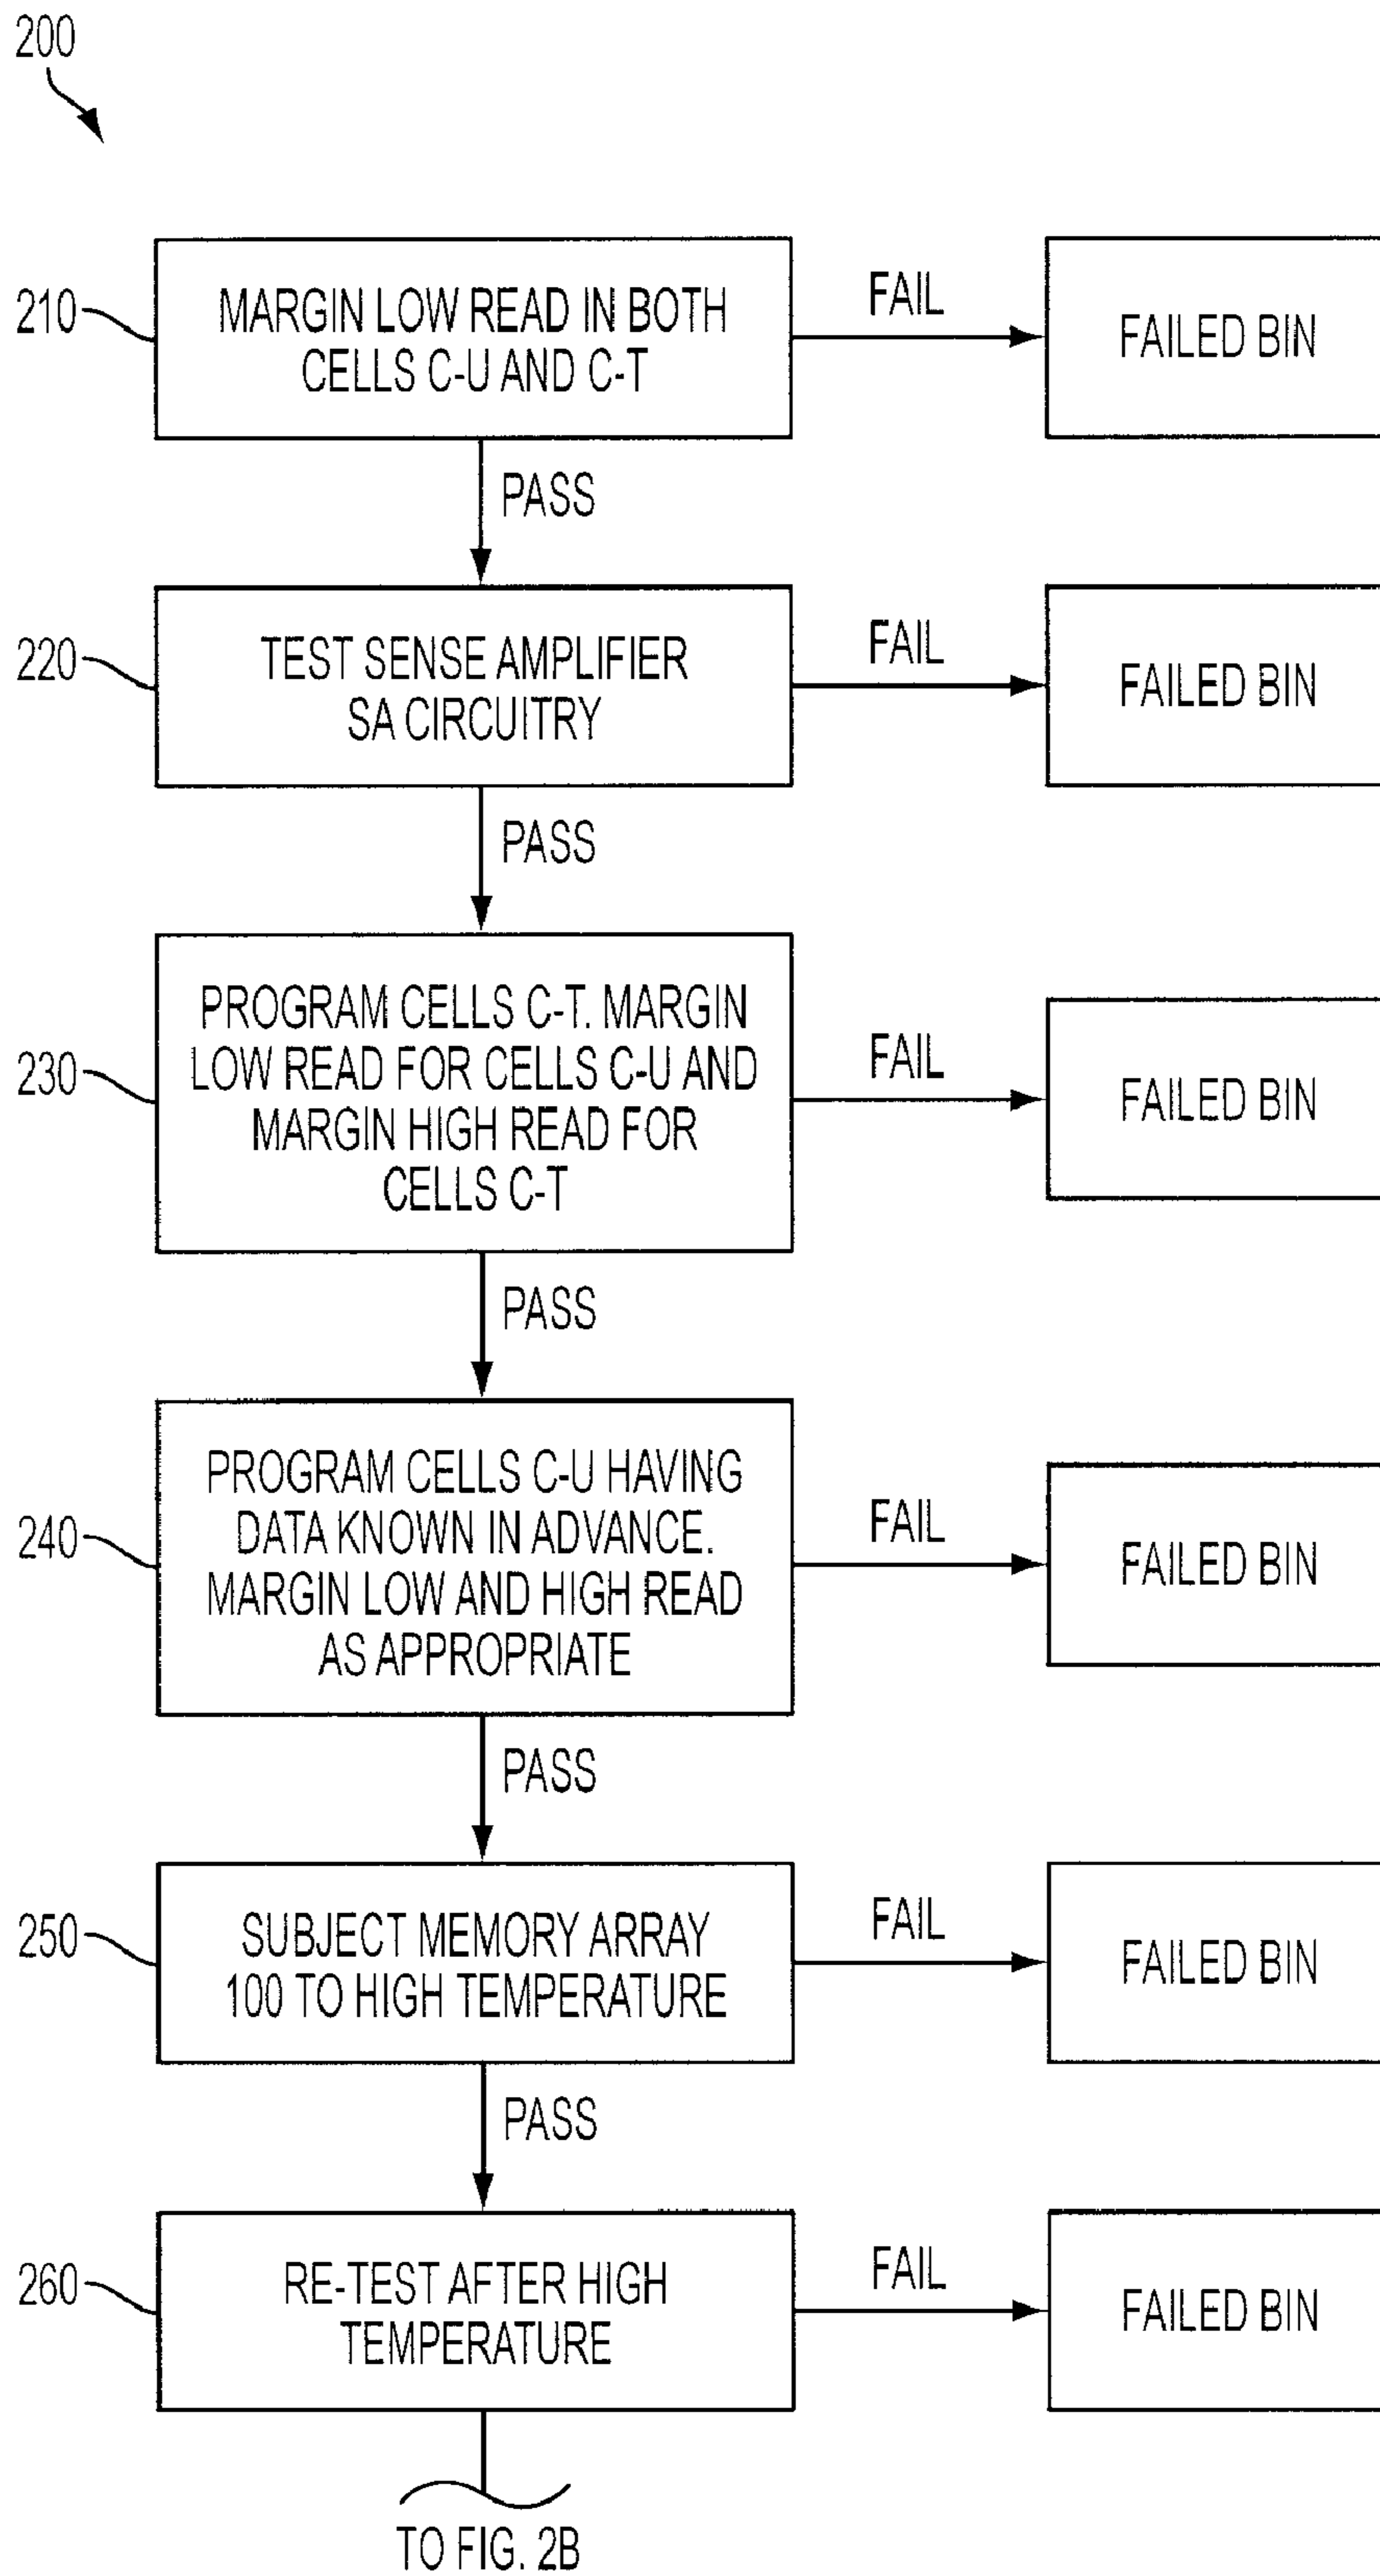 200
210
MARGIN LOW READ IN BOTH
CELLS C-U AND C-T
FAIL
FAILED BIN
PASS
220
TEST SENSE AMPLIFIER
SA CIRCUITRY
FAIL
FAILED BIN
PASS
230
PROGRAM CELLS C-T. MARGIN
LOW READ FOR CELLS C-U AND
MARGIN HIGH READ FOR
CELLS C-T
FAIL
FAILED BIN
PASS
240
PROGRAM CELLS C-U HAVING
DATA KNOWN IN ADVANCE.
MARGIN LOW AND HIGH READ
AS APPROPRIATE
FAIL
FAILED BIN
PASS
250
SUBJECT MEMORY ARRAY
100 TO HIGH TEMPERATURE
FAIL
FAILED BIN
PASS
260
RE-TEST AFTER HIGH
TEMPERATURE
FAIL
FAILED BIN
TO FIG. 2B